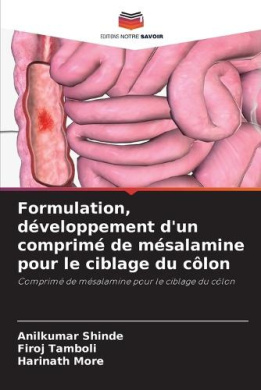 EDITIONS NOTRE SAVOIR
Formulation,
développement d'un
comprimé de mésalamine
pour le ciblage du côlon
Comprimé de mésalamine pour le ciblage du côlon
Anilkumar Shinde
Firoj Tamboli
Harinath More